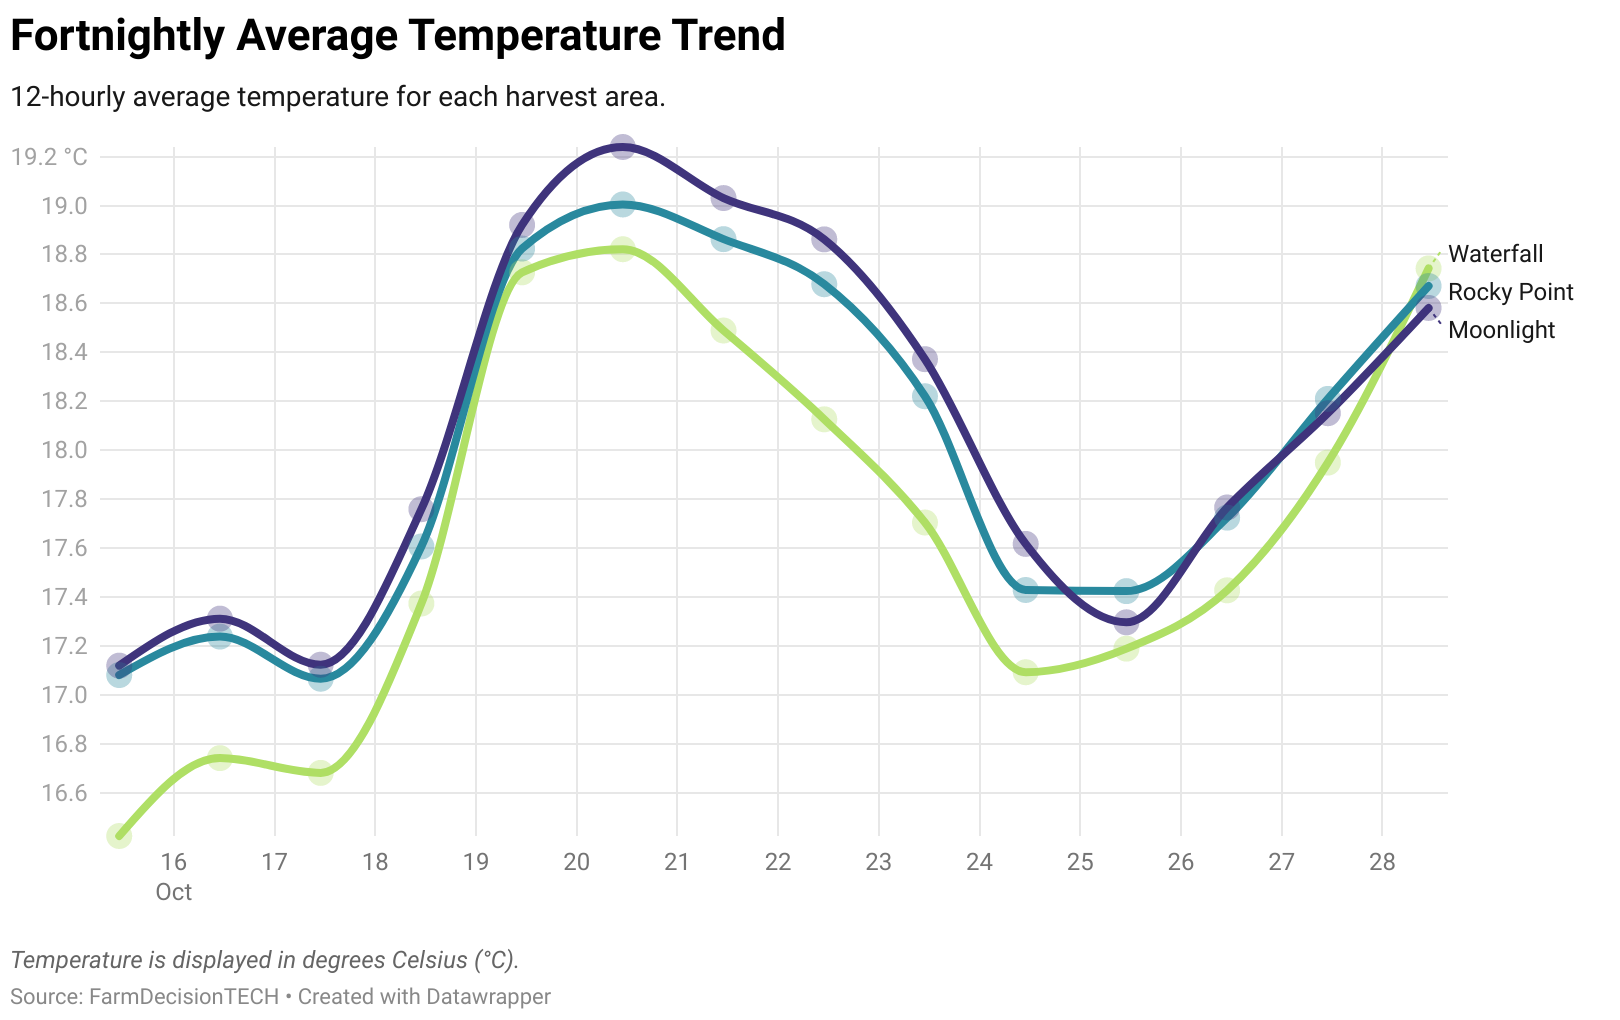 Fortnightly Average Temperature Trend
12-hourly average temperature for each harvest area.
19.2 °C
19.0
18.8
18.6
18.4
18.2
18.0
17.8
17.6
17.4
17.2
17.0
16.8
16.6
Waterfall
Rocky Point
Moonlight
16 17 18 19 20 21 22 23 24 25 26 27 28
Oct
Temperature is displayed in degrees Celsius (°C).
Source: FarmDecisionTECH • Created with Datawrapper